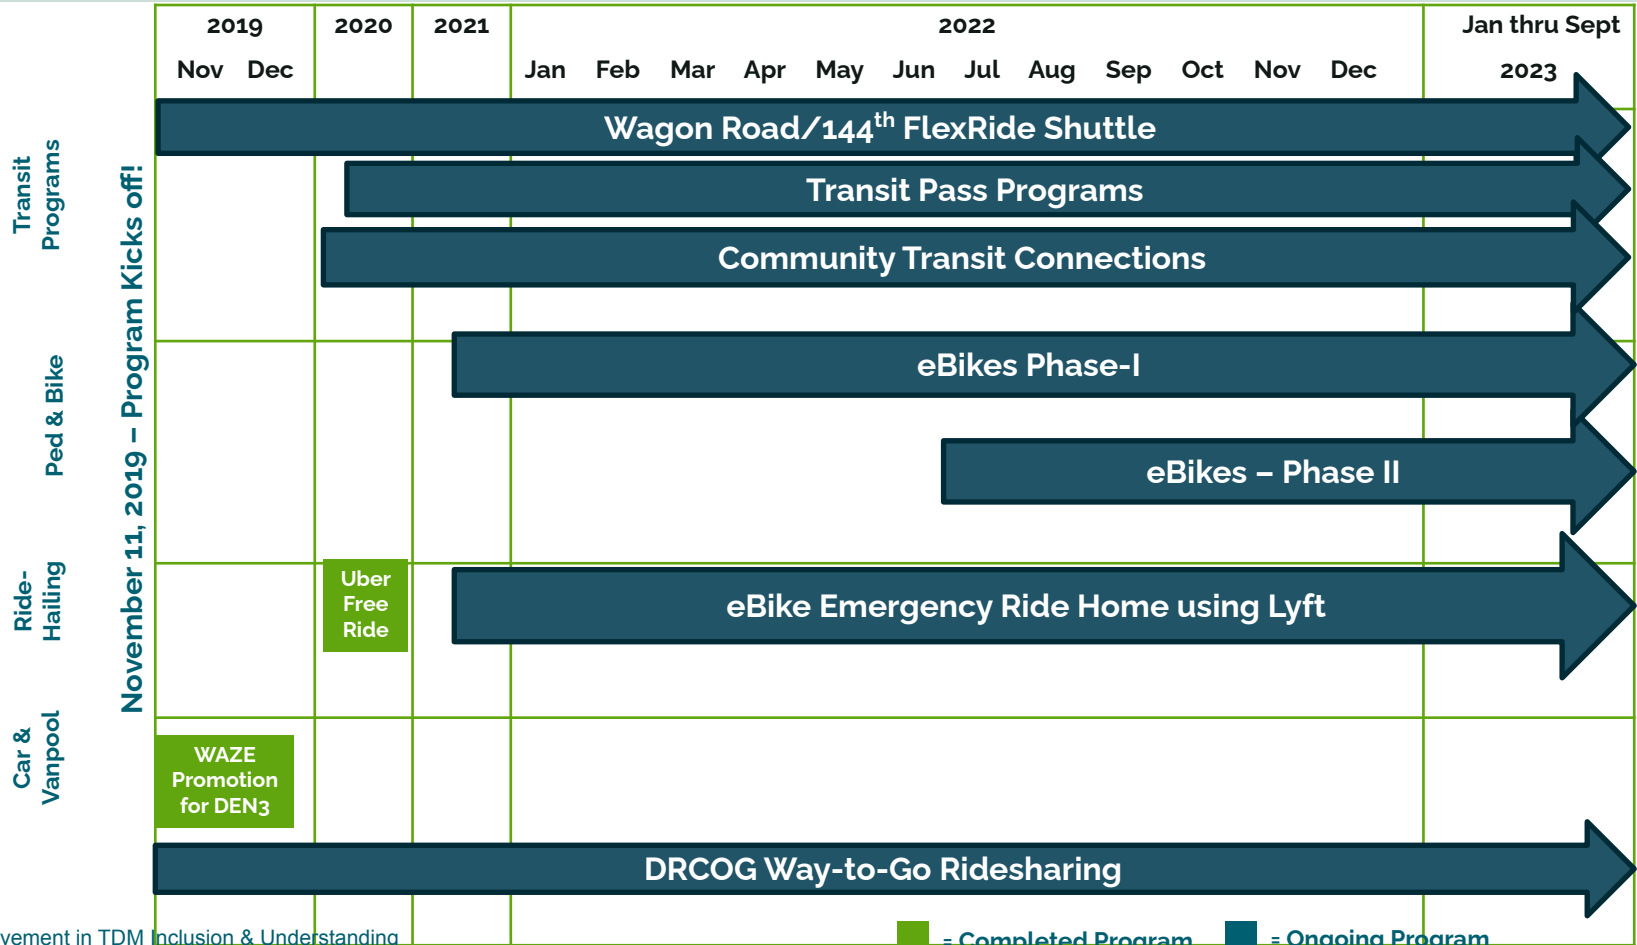 2019
2020
2021
2022
Jan thru Sept
Nov Dec
Jan Feb Mar Apr May Jun Jul Aug Sep Oct Nov Dec
2023
Transit
Programs
November 11, 2019 – Program Kicks off!
Wagon Road/144th FlexRide Shuttle
Transit Pass Programs
Community Transit Connections
Ped & Bike
eBikes Phase-I
eBikes – Phase II
Ride-
Hailing
Uber
Free
Ride
eBike Emergency Ride Home using Lyft
Car &
Vanpool
WAZE
Promotion
for DEN3
DRCOG Way-to-Go Ridesharing
vement in TDM Inclusion & Understanding
= Completed Program
= Ongoing Program